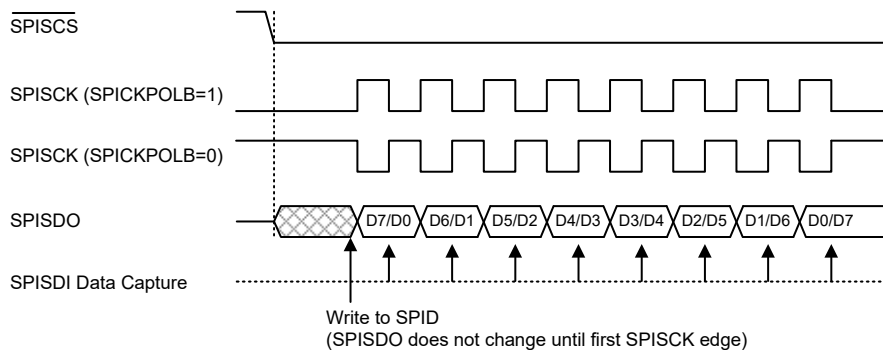 SPISCS
SPISCK (SPICKPOLB=1)
SPISCK (SPICKPOLB=0)
SPISDO
D7/D0 D6/D1 D5/D2 D4/D3 D3/D4 D2/D5 D1/D6 D0/D7
SPISDI Data Capture
Write to SPID
(SPISDO does not change until first SPISCK edge)